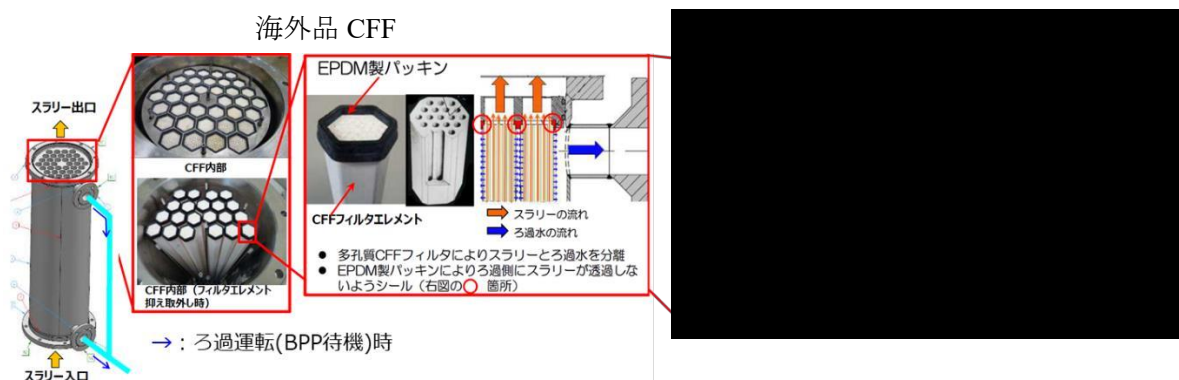 海外品 CFF
スラリー出口
スラリー入口
CFF内部
CFF内部（フィルタエレメント
抑え取外し時）
→：ろ過運転(BPP待機)時
EPDM製パッキン
CFFフィルタエレメント
スラリーの流れ
ろ過水の流れ
● 多孔質CFFフィルタによりスラリーとろ過水を分離
● EPDM製パッキンによりろ過側にスラリーが透過しな
いようシール（右図の○ 箇所）